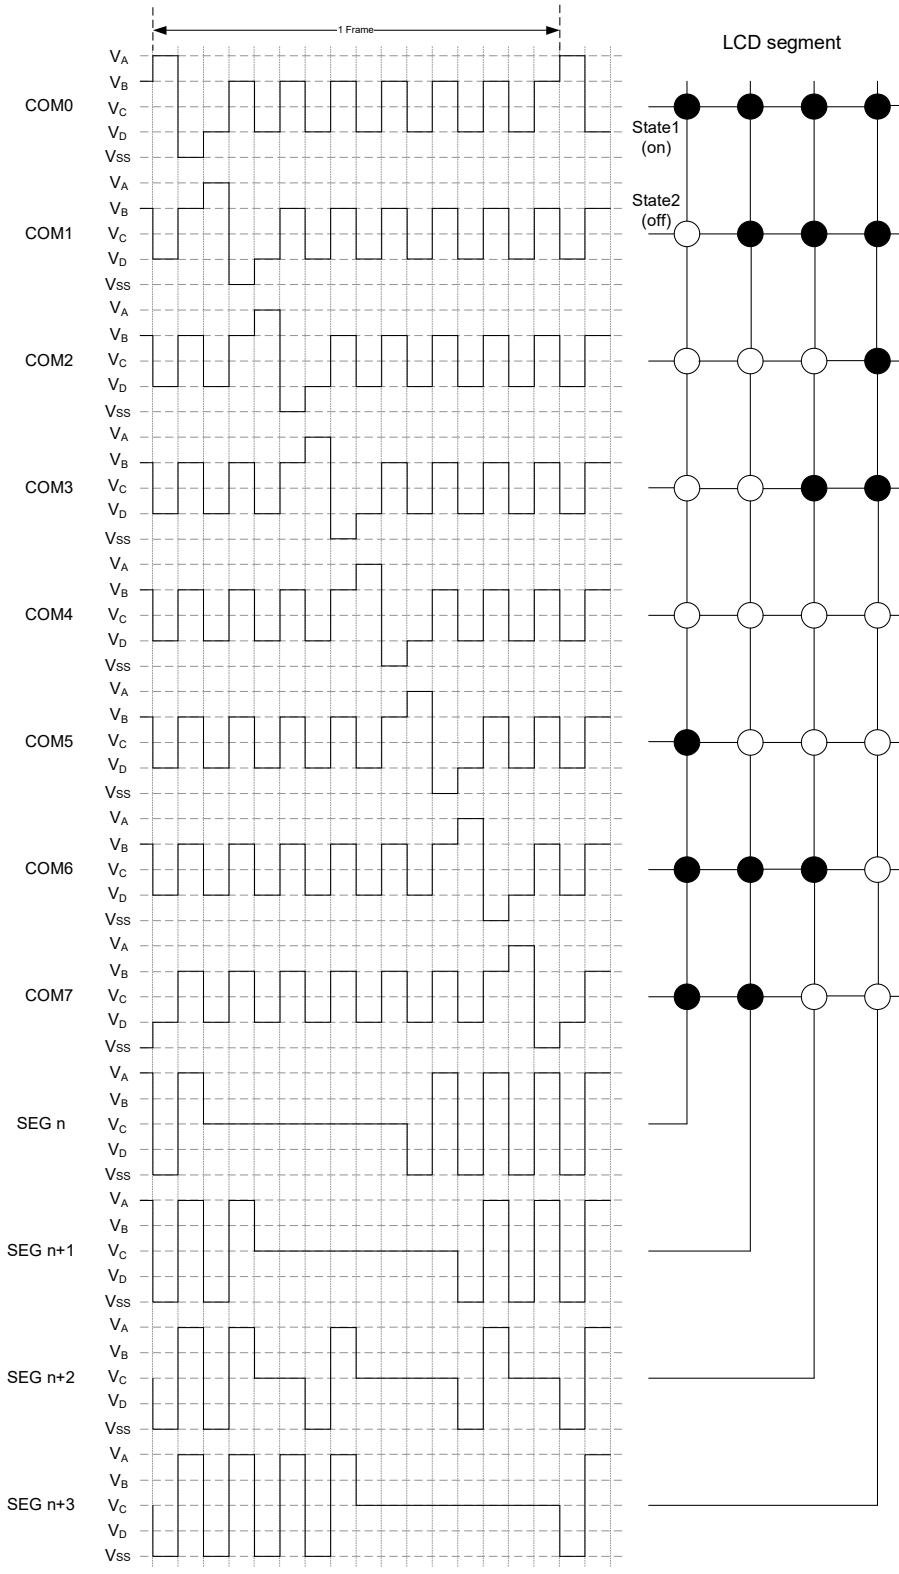 1 Frame
LCD segment
COM0
VA
VB
VC
VD
VSS
State1
(on)
COM1
VA
VB
VC
VD
VSS
State2
(off)
COM2
VA
VB
VC
VD
VSS
COM3
VA
VB
VC
VD
VSS
COM4
VA
VB
VC
VD
VSS
COM5
VA
VB
VC
VD
VSS
COM6
VA
VB
VC
VD
VSS
COM7
VA
VB
VC
VD
VSS
SEG n
VA
VB
VC
VD
VSS
SEG n+1
VA
VB
VC
VD
VSS
SEG n+2
VA
VB
VC
VD
VSS
SEG n+3
VA
VB
VC
VD
VSS